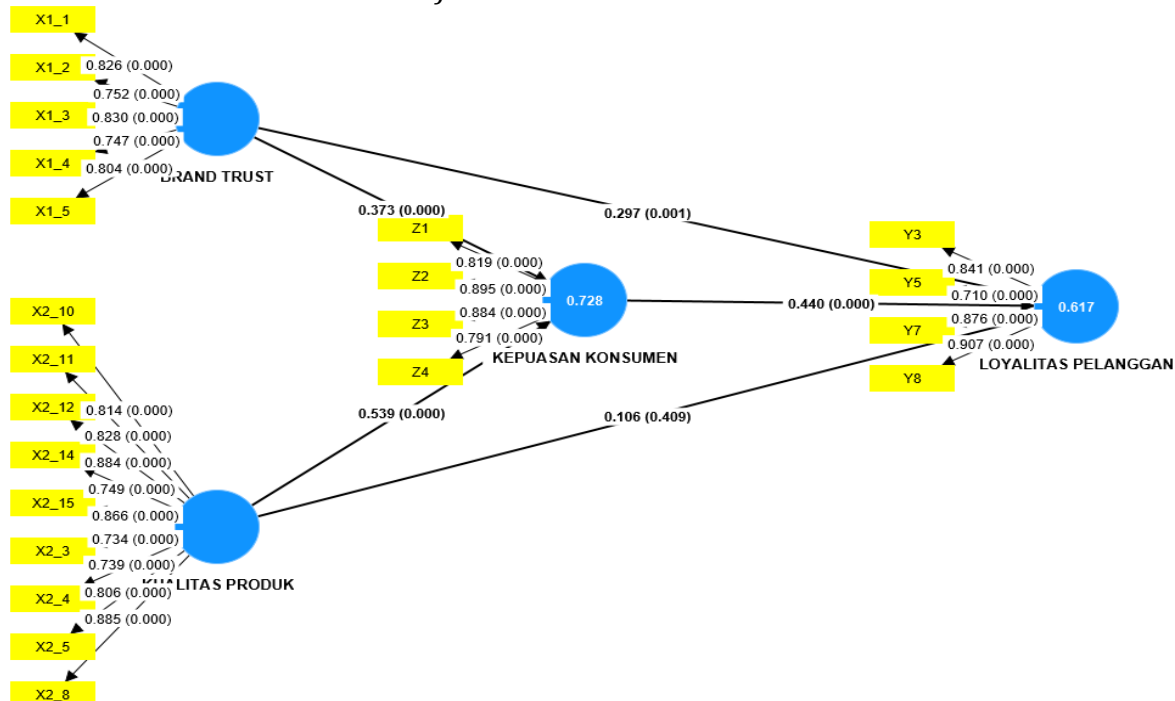 X1_1
X1_2
X1_3
X1_4
X1_5
0.826 (0.000)
0.752 (0.000)
0.830 (0.000)
0.747 (0.000)
0.804 (0.000)
BRAND TRUST
0.373 (0.000)
0.297 (0.001)
Z1
Z2
Z3
Z4
0.819 (0.000)
0.895 (0.000)
0.884 (0.000)
0.791 (0.000)
0.728
KEPUASAN KONSUMEN
0.440 (0.000)
Y3
Y5
Y7
Y8
0.841 (0.000)
0.710 (0.000)
0.876 (0.000)
0.907 (0.000)
0.617
LOYALITAS PELANGGAN
0.539 (0.000)
0.106 (0.409)
X2_10
X2_11
X2_12
X2_14
X2_15
X2_3
X2_4
X2_5
X2_8
0.814 (0.000)
0.828 (0.000)
0.884 (0.000)
0.749 (0.000)
0.866 (0.000)
0.734 (0.000)
0.739 (0.000)
0.806 (0.000)
0.885 (0.000)
KUALITAS PRODUK